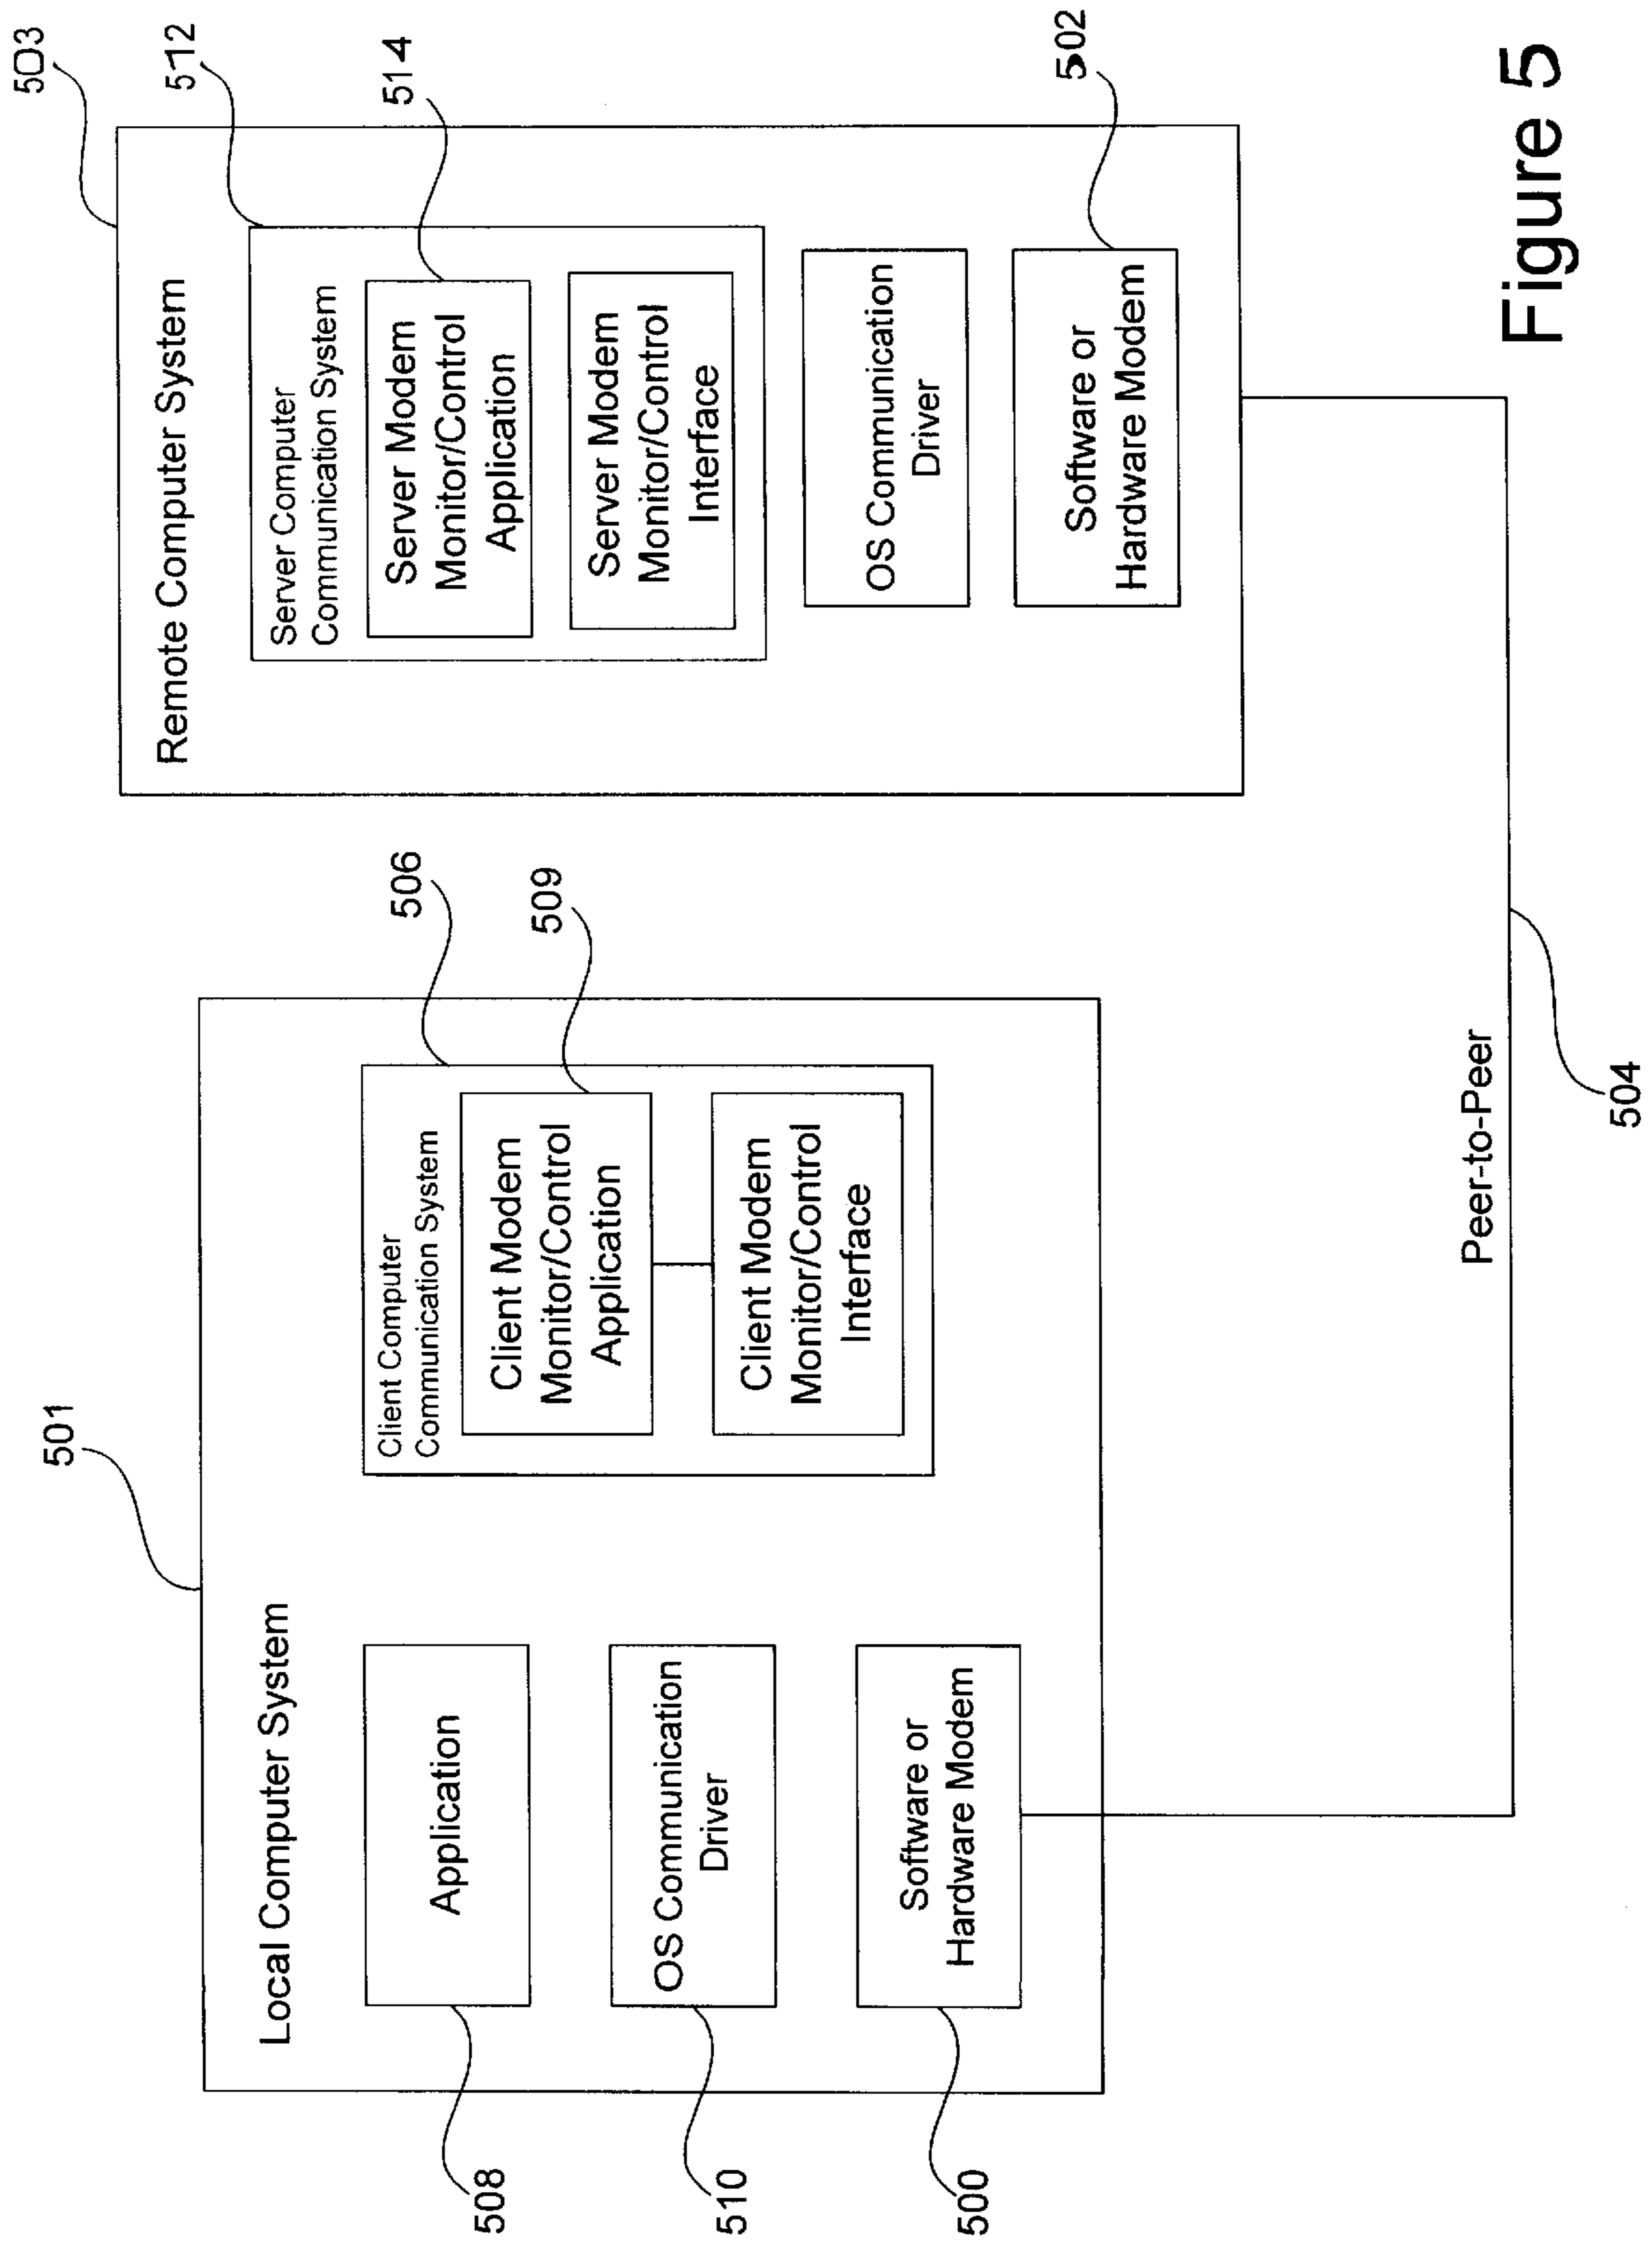 503
512
514
502
Remote Computer System
Server Computer
Communication System
Server Modem
Monitor/Control
Application
Server Modem
Monitor/Control
Interface
OS Communication
Driver
Software or
Hardware Modem
506
509
501
Local Computer System
Client Computer
Communication System
Client Modem
Monitor/Control
Application
Client Modem
Monitor/Control
Interface
Application
OS Communication
Driver
Software or
Hardware Modem
508
510
500
Peer-to-Peer
504
Figure 5